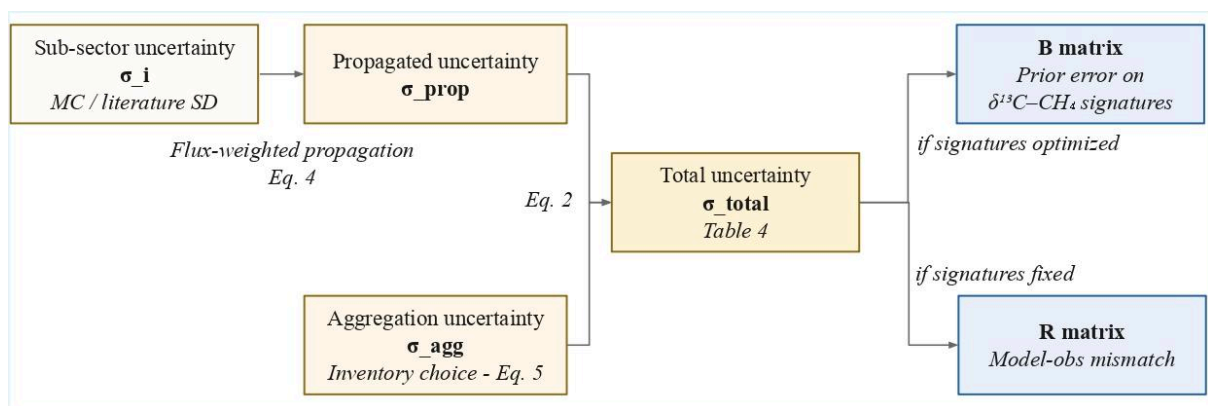 Sub-sector uncertainty
σ_i
MC / literature SD
Propagated uncertainty
σ_prop
Flux-weighted propagation
Eq. 4
Aggregation uncertainty
σ_agg
Inventory choice - Eq. 5
Eq. 2
Total uncertainty
σ_total
Table 4
B matrix
Prior error on
δ¹³C–CH₄ signatures
if signatures optimized
if signatures fixed
R matrix
Model-obs mismatch